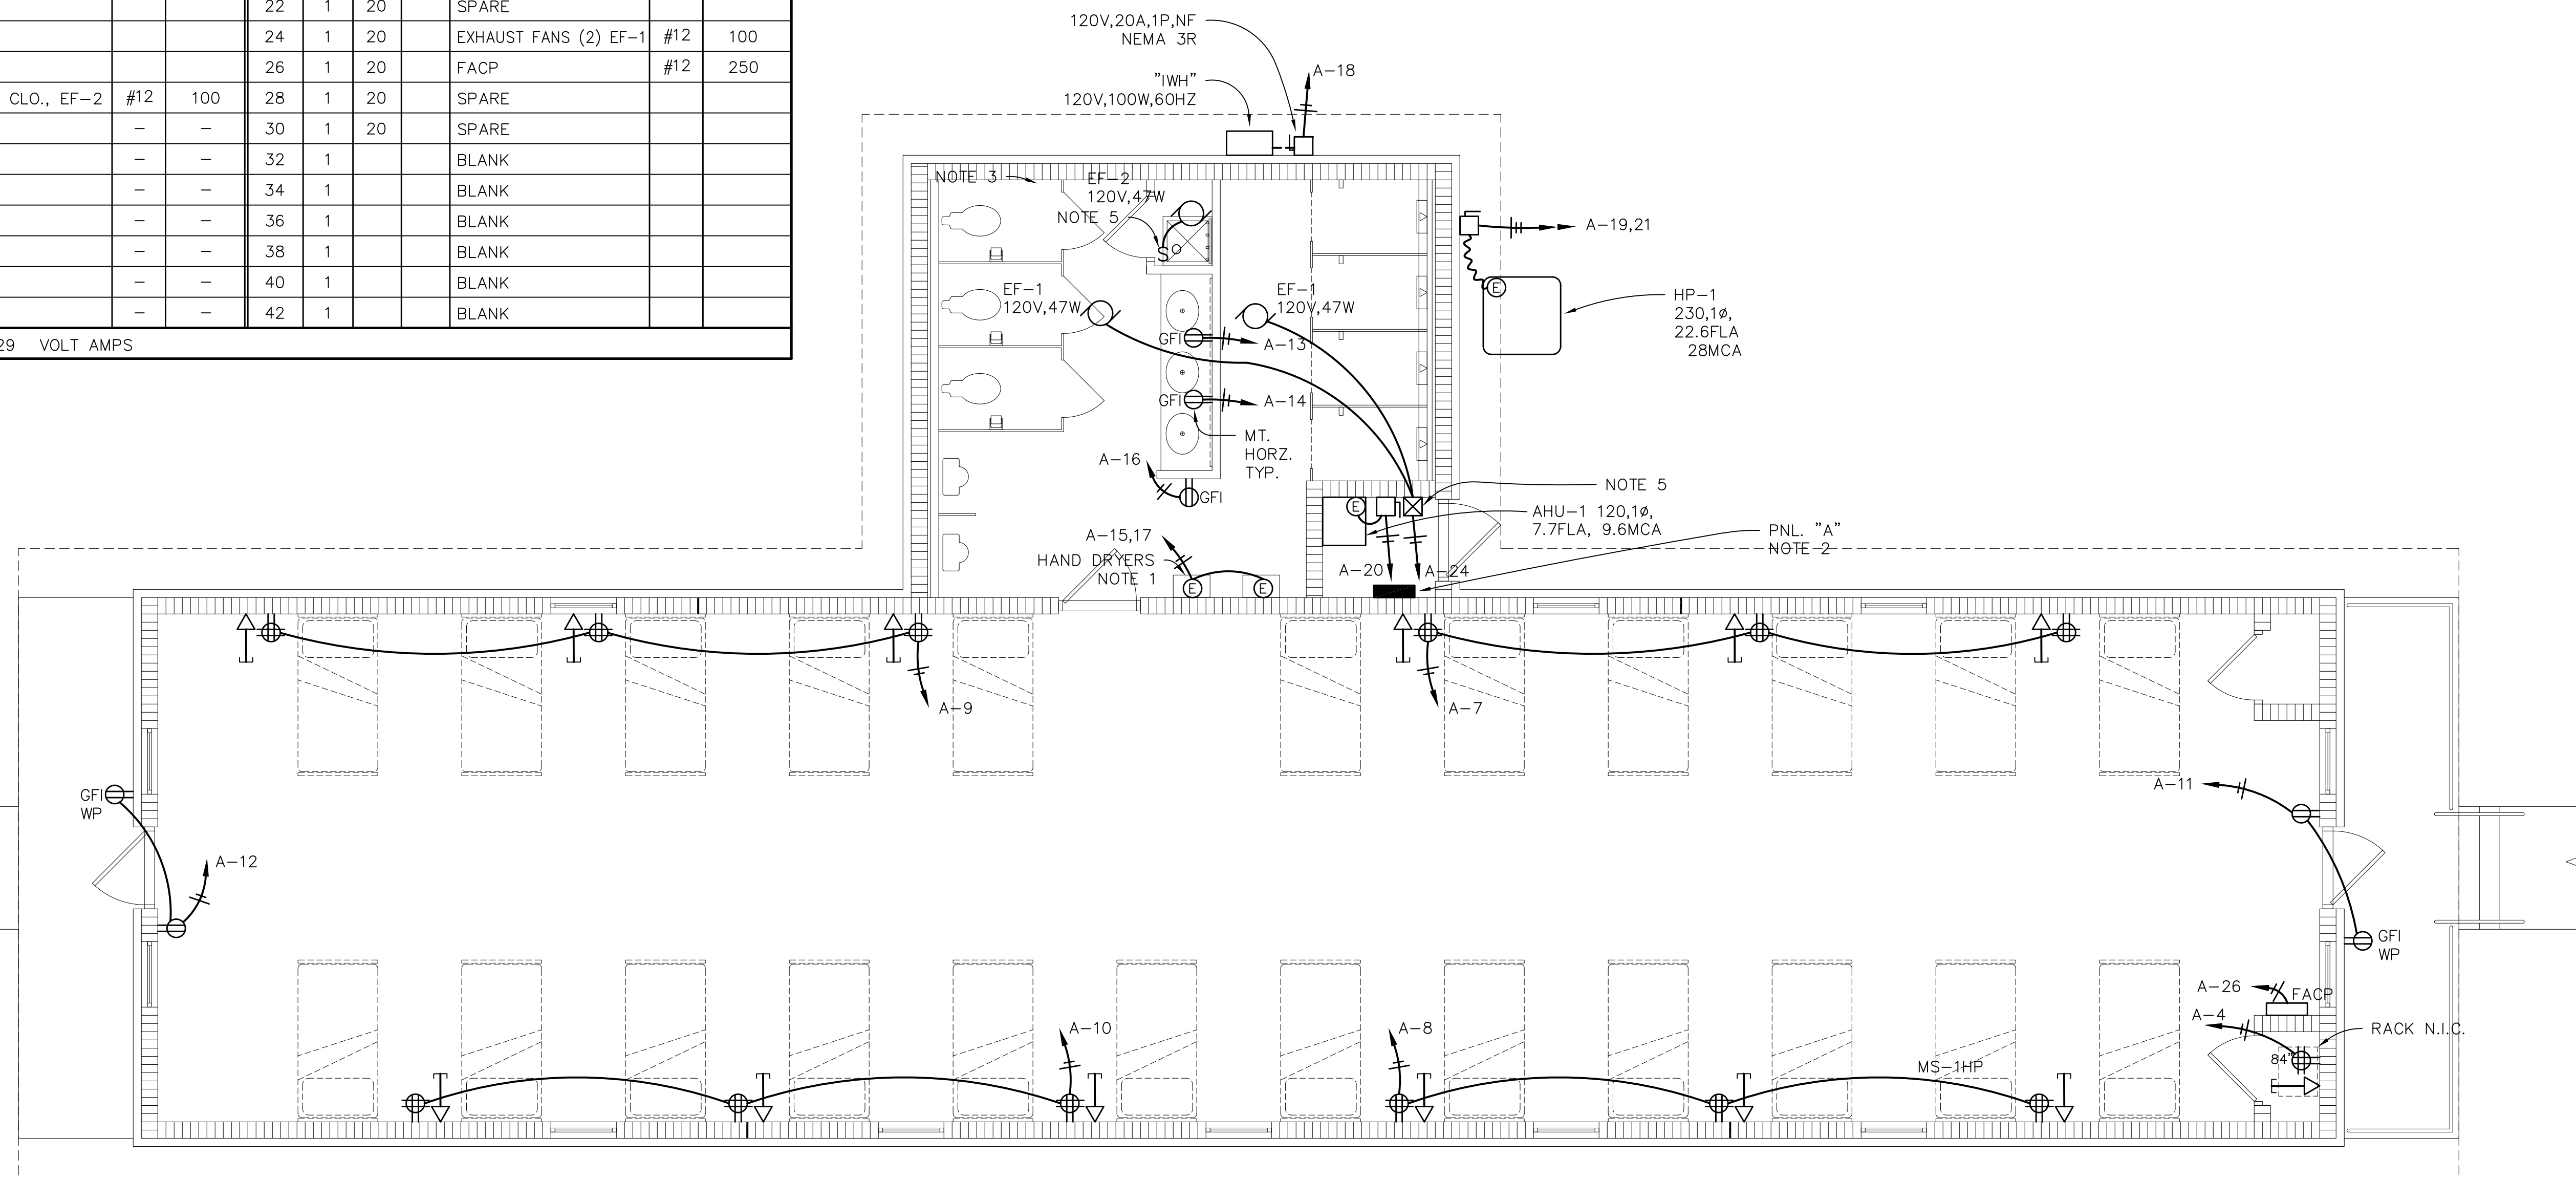 22 1 20 SPARE
24 1 20 EXHAUST FANS (2) EF-1 #12 100
26 1 20 FACP #12 250
CLO., EF-2 #12 100 28 1 20 SPARE
- - 30 1 20 SPARE
- - 32 1 BLANK
- - 34 1 BLANK
- - 36 1 BLANK
- - 38 1 BLANK
- - 40 1 BLANK
- - 42 1 BLANK
29 VOLT AMPS
120V,20A,1P,NF
NEMA 3R
"IWH"
120V,100W,60HZ
A-18
NOTE 3
EF-2
120V,47W
NOTE 5
S
A-19,21
E
HP-1
230,1ø,
22.6FLA
28MCA
EF-1
120V,47W
EF-1
120V,47W
GFI
A-13
GFI
A-14
MT.
HORZ.
TYP.
A-16
GFI
NOTE 5
E
AHU-1 120,1ø,
7.7FLA, 9.6MCA
PNL. "A"
NOTE 2
A-15,17
HAND DRYERS
NOTE 1
E
E
A-20
A-24
A-9
A-7
GFI
WP
A-12
A-11
GFI
WP
A-26
FACP
A-4
RACK N.I.C.
84"
A-10
A-8
MS-1HP